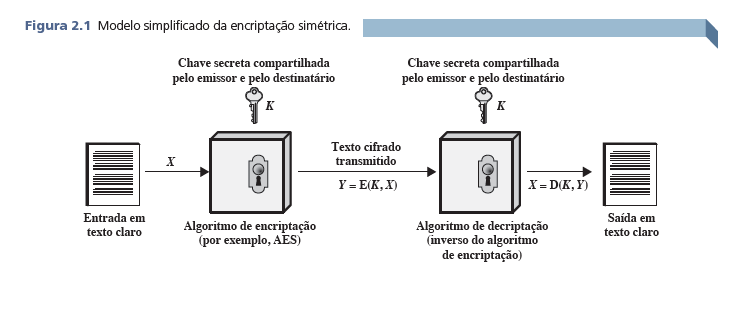 Figura 2.1 Modelo simplificado da encriptação simétrica.
Chave secreta compartilhada
pelo emissor e pelo destinatário
K
Chave secreta compartilhada
pelo emissor e pelo destinatário
K
X
Texto cifrado
transmitido
Y = E(K, X)
X = D(K, Y)
Entrada em
texto claro
Algoritmo de encriptação
(por exemplo, AES)
Algoritmo de decriptação
(inverso do algoritmo
de encriptação)
Saída em
texto claro